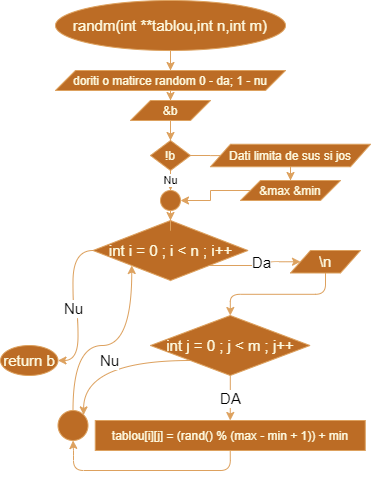 randm(int **tablou,int n,int m)
doriti o matirce random 0 - da; 1 - nu
&b
!b
Dati limita de sus si jos
Nu
&max &min
int i = 0 ; i < n ; i++
Da
\n
Nu
int j = 0 ; j < m ; j++
return b
Nu
DA
tablou[i][j] = (rand() % (max - min + 1)) + min